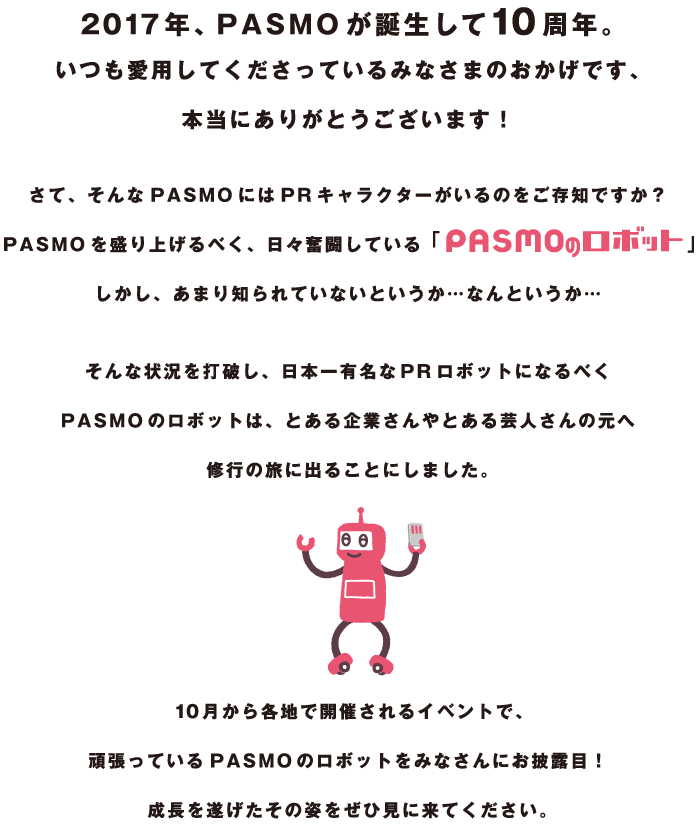 2017年、PASMOが誕生して10周年。
いつも愛用してくださっているみなさまのおかげです、
本当にありがとうございます！
さて、そんなPASMOにはPRキャラクターがいるのをご存知ですか？
PASMOを盛り上げるべく、日々奮闘している「PASMOのロボット」
しかし、あまり知られていないというか…なんというか…
そんな状況を打破し、日本一有名なPRロボットになるべく
PASMOのロボットは、とある企業さんやとある芸人さんの元へ
修行の旅に出ることにしました。
10月から各地で開催されるイベントで、
頑張っているPASMOのロボットをみなさんにお披露目！
成長を遂げたその姿をぜひ見に来てください。